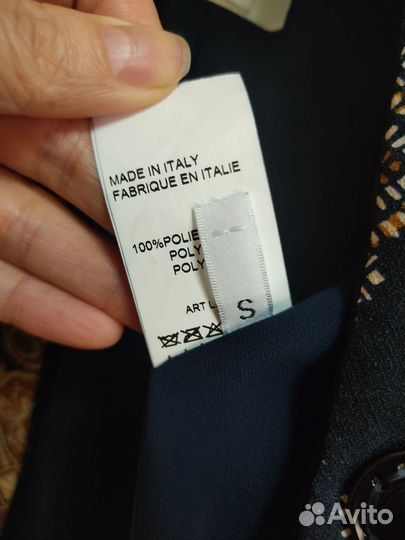 MADE IN ITALY
FABRIQUE EN ITALIE
100%POLIE
POLY
POLY
ART L
S
Avito